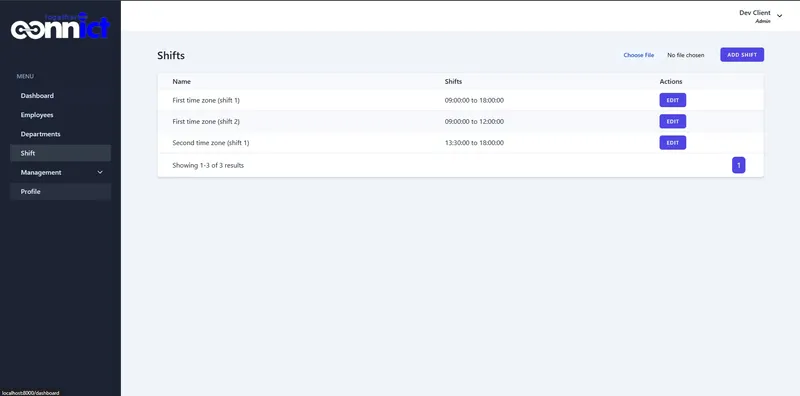 together
connict
Dev Client
Admin
MENU
Dashboard
Employees
Departments
Shift
Management
Profile
Shifts
Choose File No file chosen ADD SHIFT
Name Shifts Actions
First time zone (shift 1) 09:00:00 to 18:00:00 EDIT
First time zone (shift 2) 09:00:00 to 12:00:00 EDIT
Second time zone (shift 1) 13:30:00 to 18:00:00 EDIT
Showing 1-3 of 3 results 1
localhost:8000/dashboard